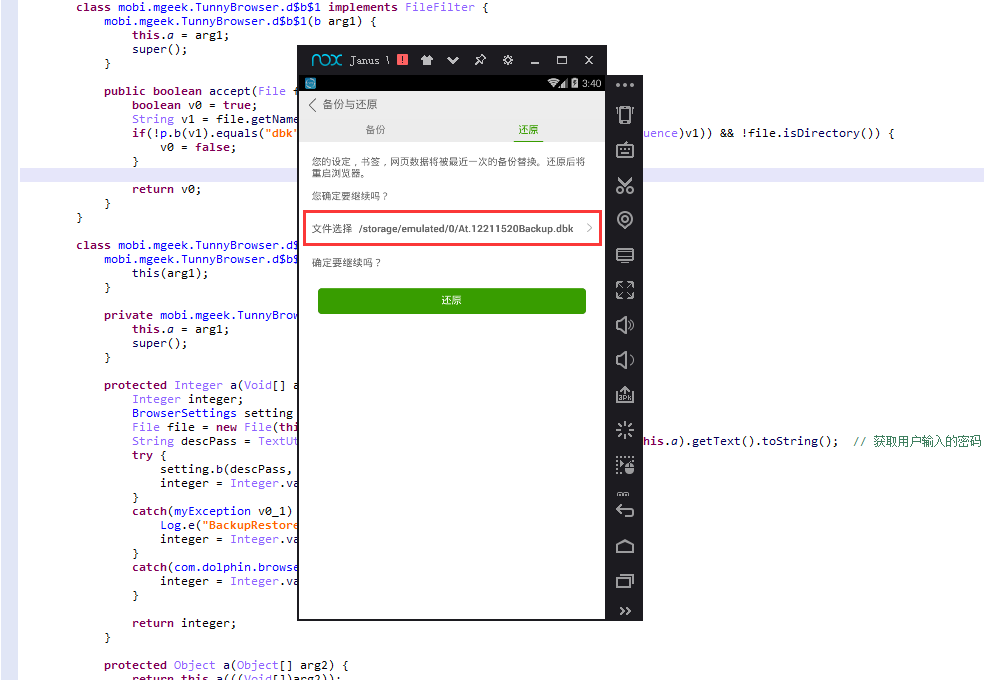 class mobi.mgeek.TunnyBrowser.d$b$1 implements FileFilter {
mobi.mgeek.TunnyBrowser.d$b$1(b arg1) {
this.a = arg1;
super();
}
public boolean accept(File
boolean v0 = true;
String v1 = file.getName
if(!p.b(v1).equals("dbk" uence)v1)) && !file.isDirectory()) {
v0 = false;
}
return v0;
}
}
class mobi.mgeek.TunnyBrowser.d$
mobi.mgeek.TunnyBrowser.d$b$
this(arg1);
}
private mobi.mgeek.TunnyBrow
this.a = arg1;
super();
}
protected Integer a(Void[] a
Integer integer;
BrowserSettings setting
File file = new File(thi
String descPass = TextUt his.a).getText().toString(); // 获取用户输入的密码
try {
setting.b(descPass,
integer = Integer.va
}
catch(myException v0_1)
Log.e("BackupRestore
integer = Integer.va
}
catch(com.dolphin.browse
integer = Integer.va
}
return integer;
}
protected Object a(Object[] arg2) {
return this.a(((Void[])arg2));
nox Janus
3:40
备份与还原
备份 还原
您的设定，书签，网页数据将被最近一次的备份替换。还原后将
重启浏览器。
您确定要继续吗？
文件选择 /storage/emulated/0/At.12211520Backup.dbk
确定要继续吗？
还原